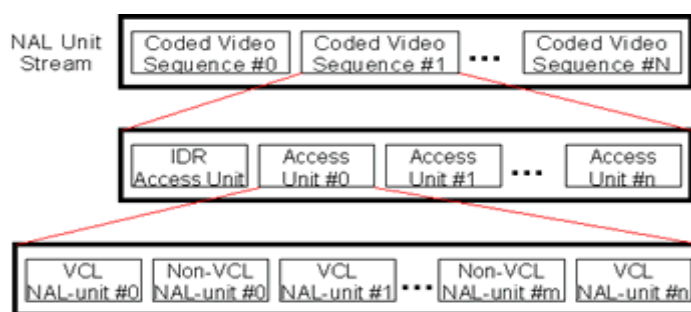 NAL Unit
Stream
Coded Video
Sequence #0
Coded Video
Sequence #1
...
Coded Video
Sequence #N
IDR
Access Unit
Access
Unit #0
Access
Unit #1
...
Access
Unit #n
VCL
NAL-unit #0
Non-VCL
NAL-unit #0
VCL
NAL-unit #1
...
Non-VCL
NAL-unit #m
VCL
NAL-unit #n